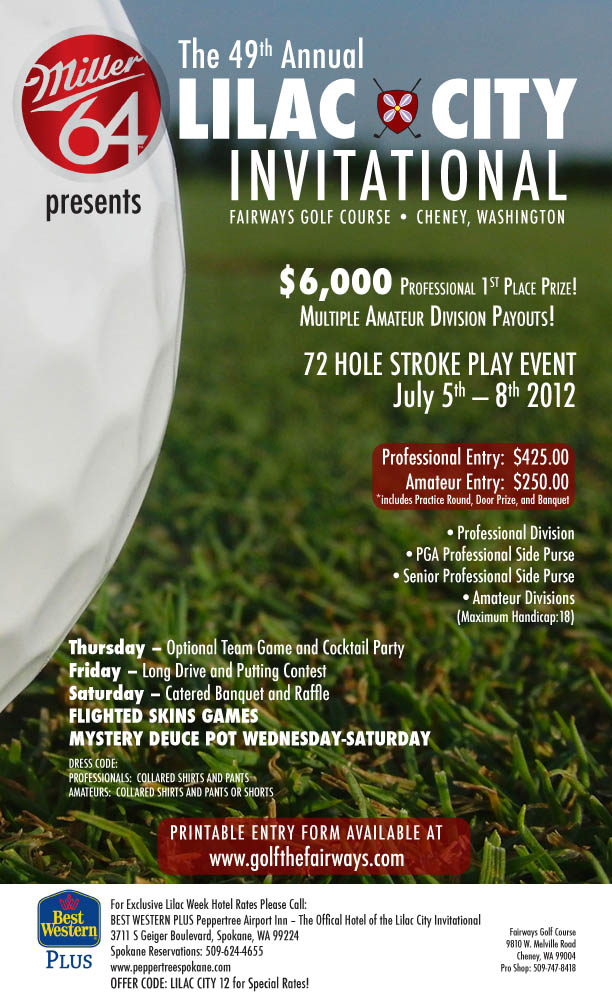 Miller
64
presents
The 49th Annual
LILAC CITY
INVITATIONAL
FAIRWAYS GOLF COURSE • CHENEY, WASHINGTON
$6,000 PROFESSIONAL 1ST PLACE PRIZE!
MULTIPLE AMATEUR DIVISION PAYOUTS!
72 HOLE STROKE PLAY EVENT
July 5th – 8th 2012
Professional Entry: $425.00
Amateur Entry: $250.00
*includes Practice Round, Door Prize, and Banquet
• Professional Division
• PGA Professional Side Purse
• Senior Professional Side Purse
• Amateur Divisions
(Maximum Handicap:18)
Thursday – Optional Team Game and Cocktail Party
Friday – Long Drive and Putting Contest
Saturday – Catered Banquet and Raffle
FLIGHTED SKINS GAMES
MYSTERY DEUCE POT WEDNESDAY-SATURDAY
DRESS CODE:
PROFESSIONALS: COLLARED SHIRTS AND PANTS
AMATEURS: COLLARED SHIRTS AND PANTS OR SHORTS
PRINTABLE ENTRY FORM AVAILABLE AT
www.golfthefairways.com
Best
Western
PLUS
For Exclusive Lilac Week Hotel Rates Please Call:
BEST WESTERN PLUS Peppertree Airport Inn – The Offical Hotel of the Lilac City Invitational
3711 S Geiger Boulevard, Spokane, WA 99224
Spokane Reservations: 509-624-4655
www.peppertreespokane.com
OFFER CODE: LILAC CITY 12 for Special Rates!
Fairways Golf Course
9810 W. Melville Road
Cheney, WA 99004
Pro Shop: 509-747-8418